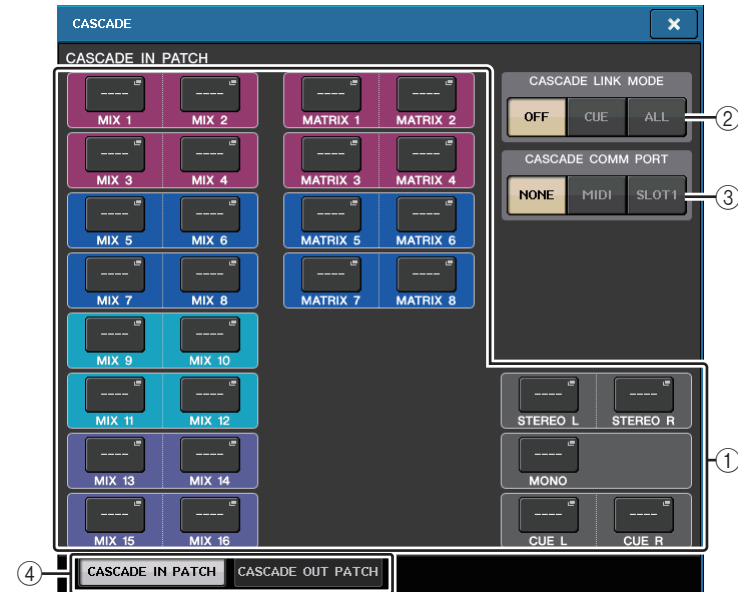 CASCADE
CASCADE IN PATCH
---- ---- ---- ---- CASCADE LINK MODE
MIX 1 MIX 2 MATRIX 1 MATRIX 2 OFF CUE ALL ②
---- ---- ---- ---- CASCADE COMM PORT
MIX 3 MIX 4 MATRIX 3 MATRIX 4 NONE MIDI SLOT1 ③
---- ---- ---- ----
MIX 5 MIX 6 MATRIX 5 MATRIX 6
---- ---- ---- ----
MIX 7 MIX 8 MATRIX 7 MATRIX 8
---- ----
MIX 9 MIX 10
---- ---- ---- ----
MIX 11 MIX 12 STEREO L STEREO R
---- ---- ---- ①
MIX 13 MIX 14 MONO
---- ---- ---- ----
MIX 15 MIX 16 CUE L CUE R
④ CASCADE IN PATCH CASCADE OUT PATCH